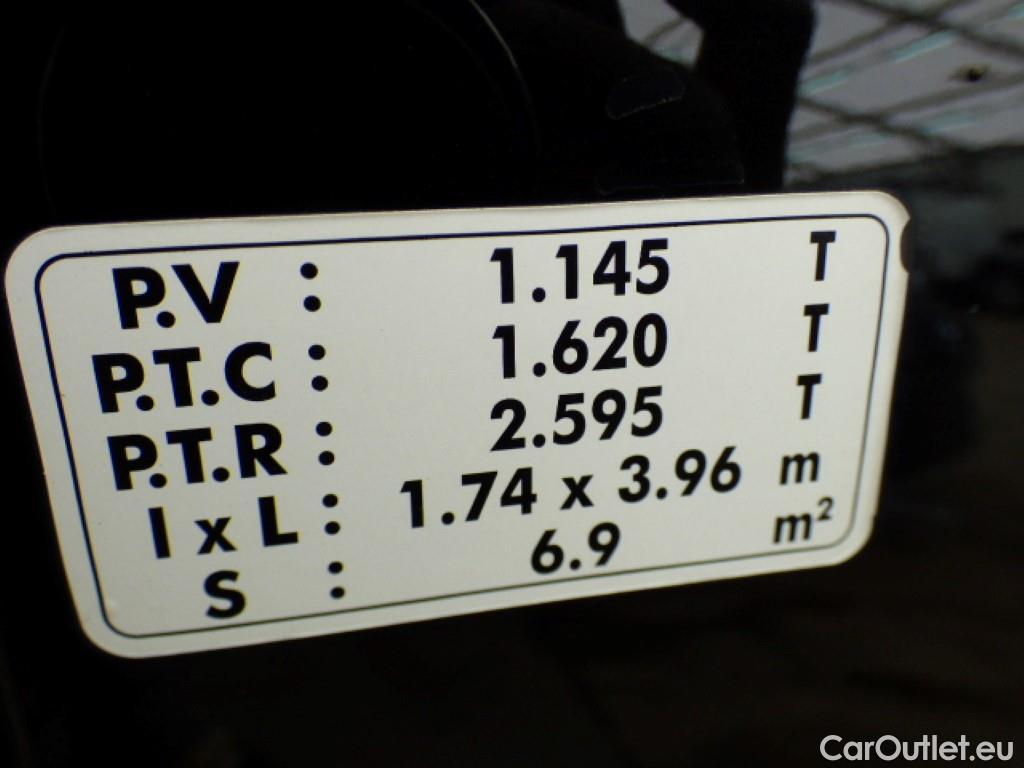 P.V : 1.145 T
P.T.C : 1.620 T
P.T.R : 2.595 T
l x L : 1.74 x 3.96 m
S : 6.9 m²
CarOutlet.eu